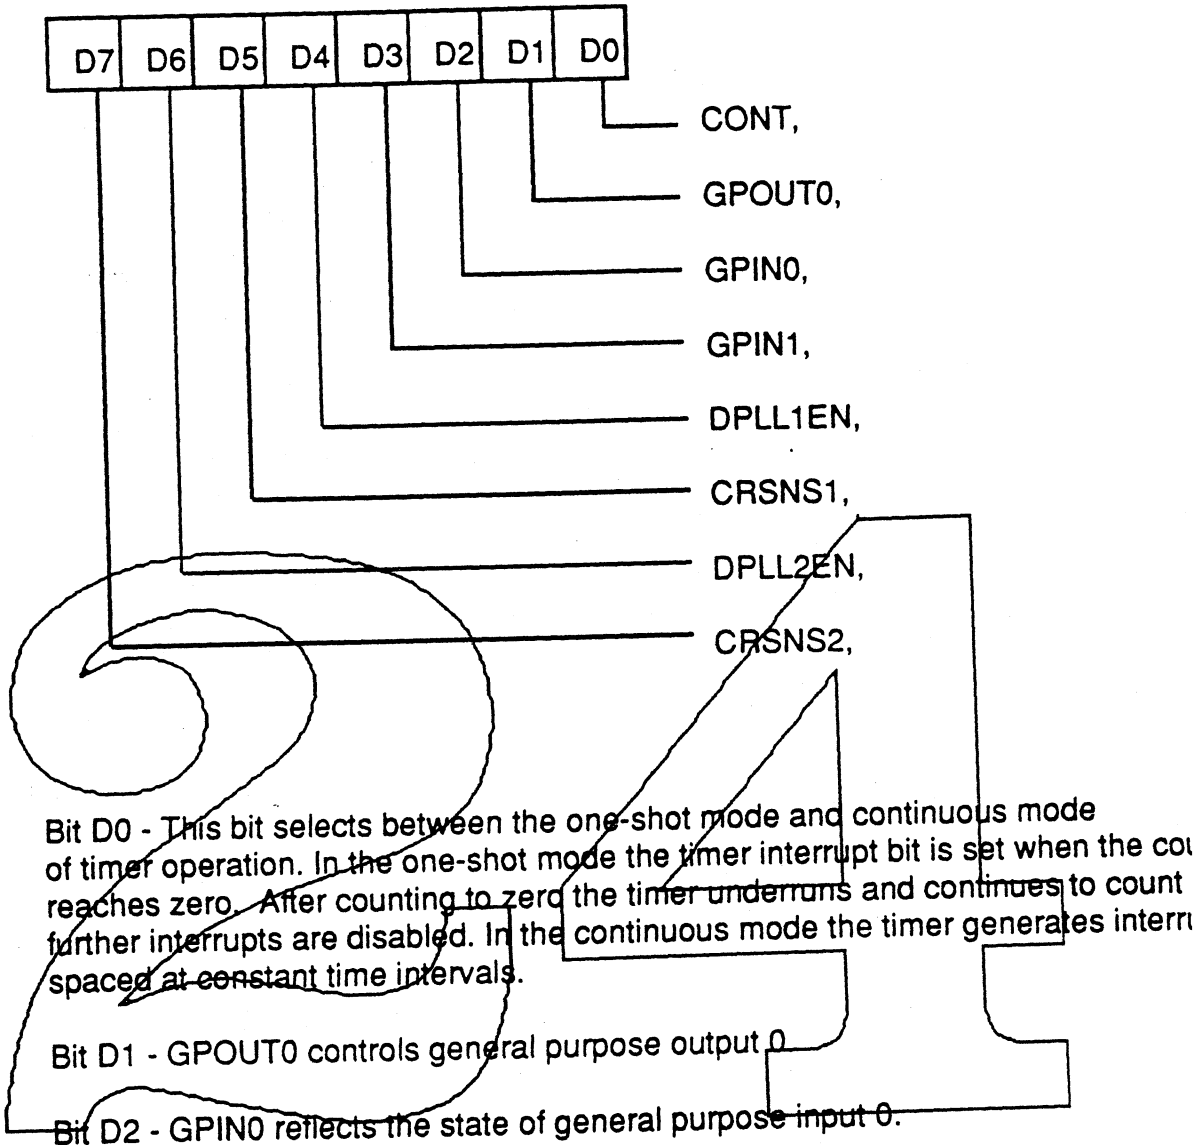 D7 D6 D5 D4 D3 D2 D1 D0
CONT,
GPOUT0,
GPIN0,
GPIN1,
DPLL1EN,
CRSNS1,
DPLL2EN,
CRSNS2,
24
Bit D0 - This bit selects between the one-shot mode and continuous mode
of timer operation. In the one-shot mode the timer interrupt bit is set when the
reaches zero. After counting to zero the timer underruns and continues to count
further interrupts are disabled. In the continuous mode the timer generates
spaced at constant time intervals.
Bit D1 - GPOUT0 controls general purpose output 0
Bit D2 - GPIN0 reflects the state of general purpose input 0.